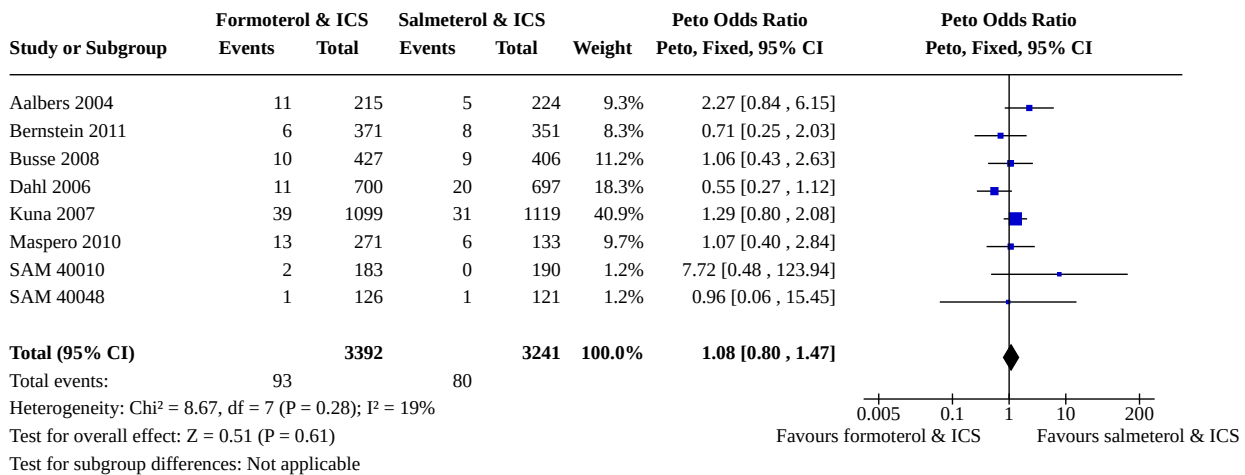 Formoterol & ICS Salmeterol & ICS Peto Odds Ratio Peto Odds Ratio
Study or Subgroup Events Total Events Total Weight Peto, Fixed, 95% CI Peto, Fixed, 95% CI
Aalbers 2004 11 215 5 224 9.3% 2.27 [0.84 , 6.15]
Bernstein 2011 6 371 8 351 8.3% 0.71 [0.25 , 2.03]
Busse 2008 10 427 9 406 11.2% 1.06 [0.43 , 2.63]
Dahl 2006 11 700 20 697 18.3% 0.55 [0.27 , 1.12]
Kuna 2007 39 1099 31 1119 40.9% 1.29 [0.80 , 2.08]
Maspero 2010 13 271 6 133 9.7% 1.07 [0.40 , 2.84]
SAM 40010 2 183 0 190 1.2% 7.72 [0.48 , 123.94]
SAM 40048 1 126 1 121 1.2% 0.96 [0.06 , 15.45]
Total (95% CI) 3392 3241 100.0% 1.08 [0.80 , 1.47]
Total events: 93 80
Heterogeneity: Chi² = 8.67, df = 7 (P = 0.28); I² = 19%
0.005 0.1 1 10 200
Test for overall effect: Z = 0.51 (P = 0.61)
Favours formoterol & ICS Favours salmeterol & ICS
Test for subgroup differences: Not applicable